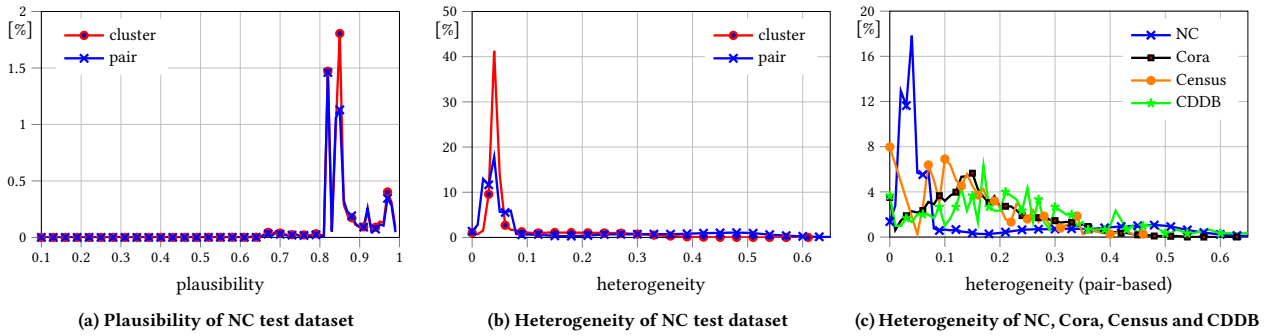 [%]
2
1.5
1
0.5
0
0.1 0.2 0.3 0.4 0.5 0.6 0.7 0.8 0.9 1
plausibility
cluster
pair
(a) Plausibility of NC test dataset
[%]
50
40
30
20
10
0
0 0.1 0.2 0.3 0.4 0.5 0.6
heterogeneity
cluster
pair
(b) Heterogeneity of NC test dataset
[%]
20
16
12
8
4
0
0 0.1 0.2 0.3 0.4 0.5 0.6
heterogeneity (pair-based)
NC
Cora
Census
CDDB
(c) Heterogeneity of NC, Cora, Census and CDDB